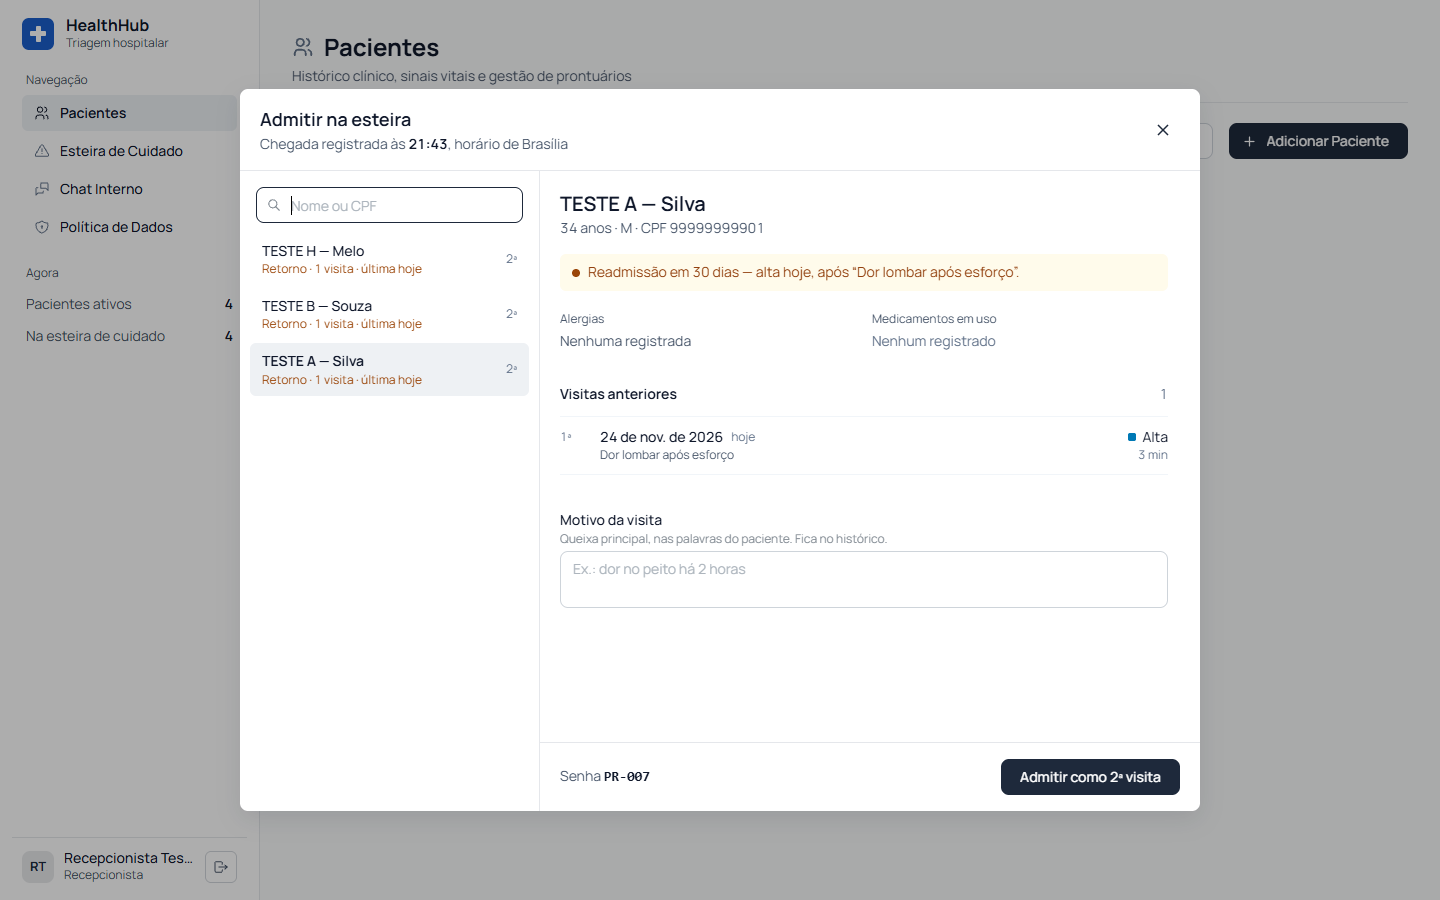 HealthHub
Triagem hospitalar
Navegação
Pacientes
Esteira de Cuidado
Chat Interno
Política de Dados
Agora
Pacientes ativos 4
Na esteira de cuidado 4
RT
Recepcionista Tes...
Recepcionista
Pacientes
Histórico clínico, sinais vitais e gestão de prontuários
Adicionar Paciente
Admitir na esteira
Chegada registrada às 21:43, horário de Brasília
Nome ou CPF
TESTE H — Melo
Retorno · 1 visita · última hoje
2ª
TESTE B — Souza
Retorno · 1 visita · última hoje
2ª
TESTE A — Silva
Retorno · 1 visita · última hoje
2ª
TESTE A — Silva
34 anos · M · CPF 99999999901
Readmissão em 30 dias — alta hoje, após “Dor lombar após esforço”.
Alergias
Nenhuma registrada
Medicamentos em uso
Nenhum registrado
Visitas anteriores 1
1ª 24 de nov. de 2026 hoje Alta
Dor lombar após esforço 3 min
Motivo da visita
Queixa principal, nas palavras do paciente. Fica no histórico.
Ex.: dor no peito há 2 horas
Senha PR-007
Admitir como 2ª visita